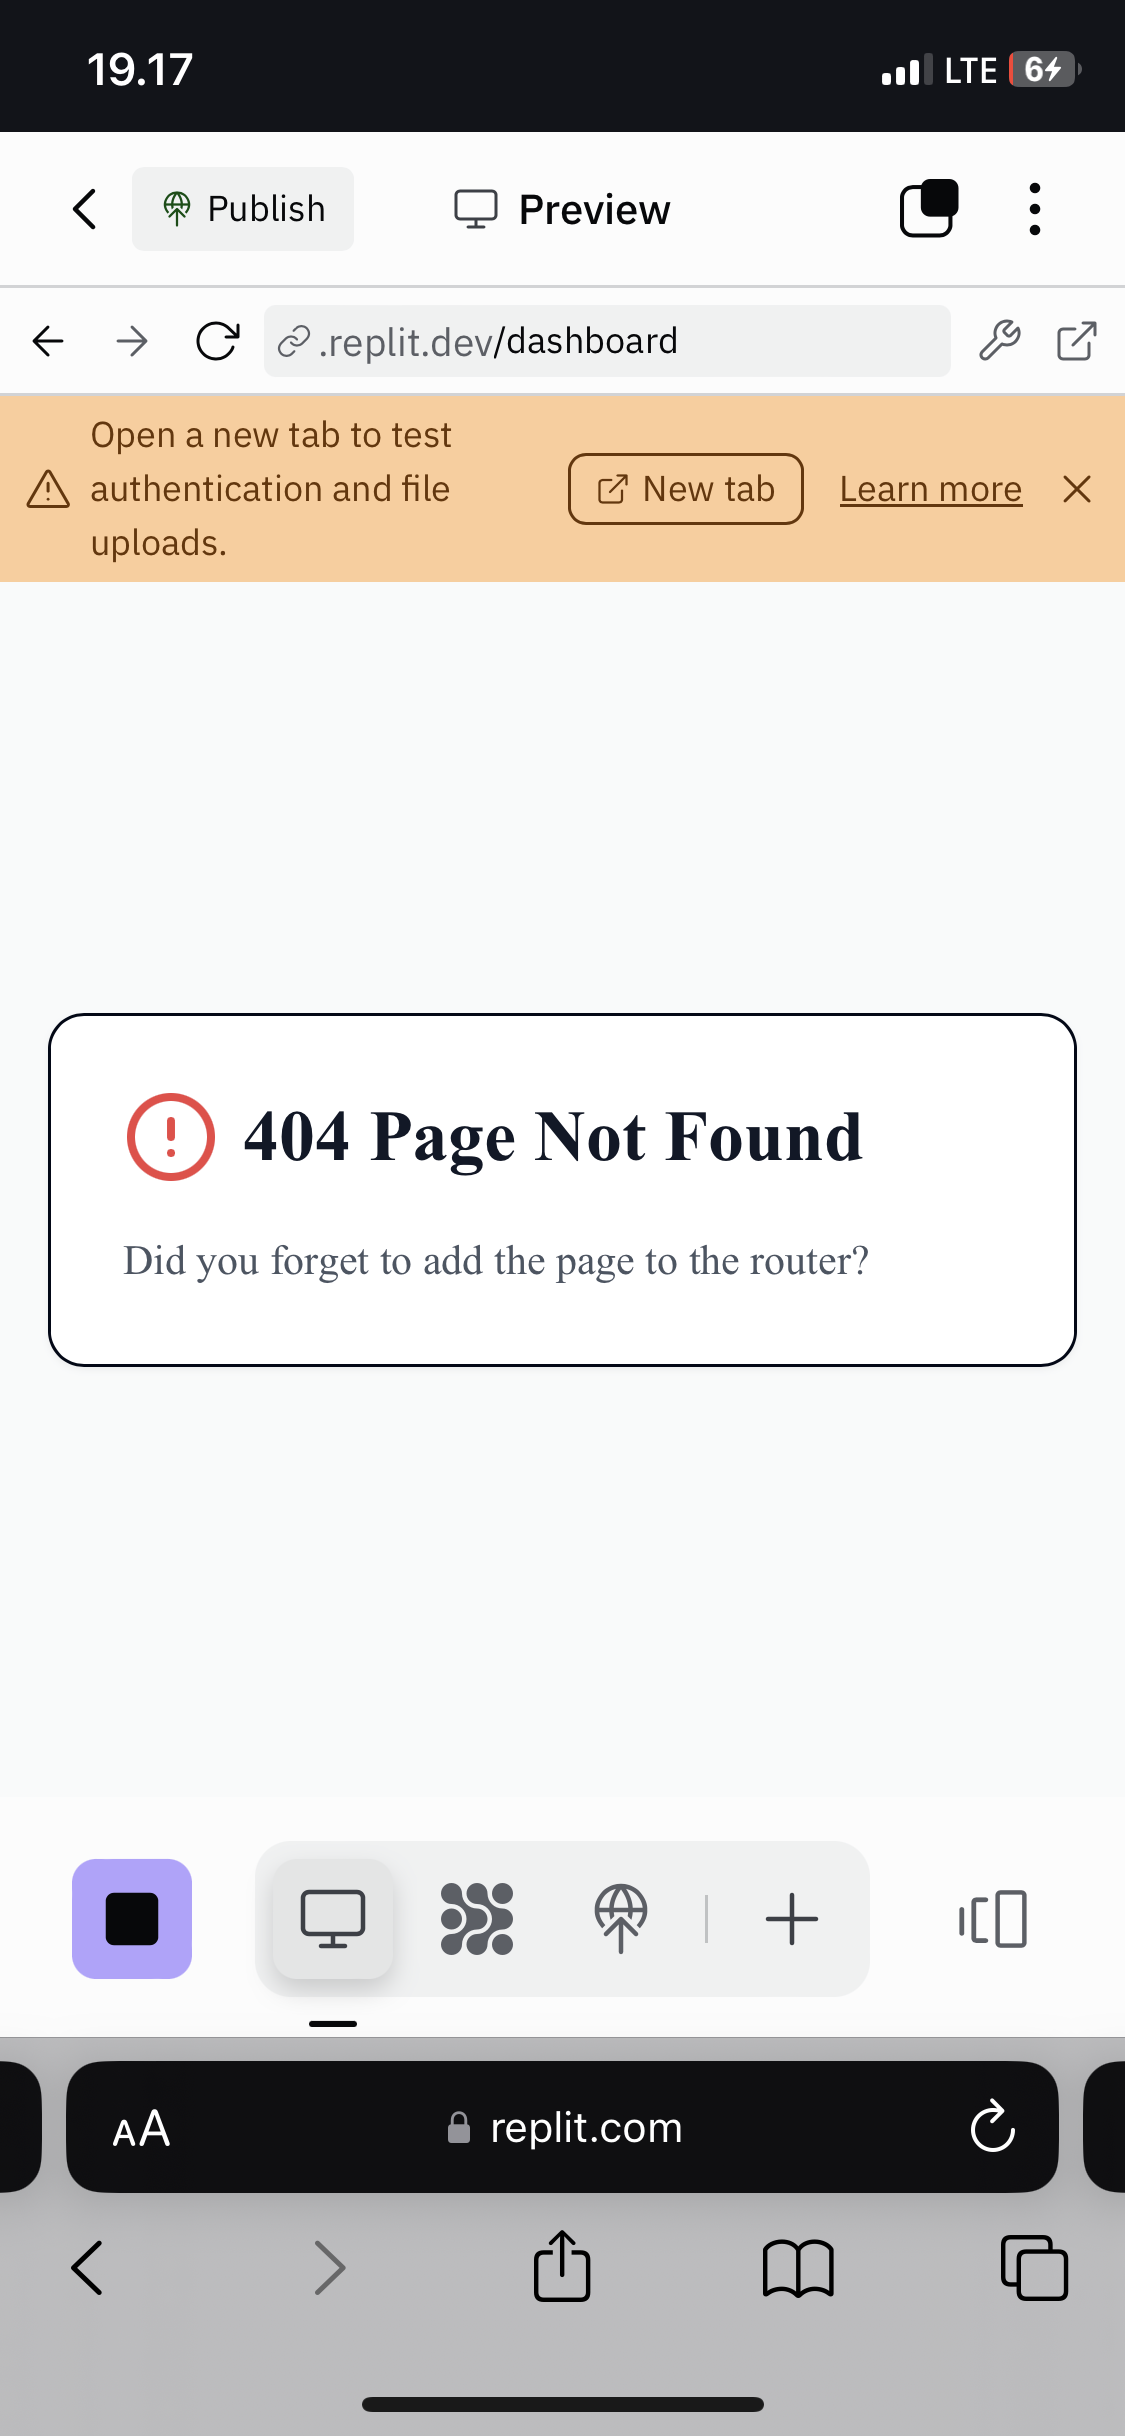 19.17
LTE
6
Publish
Preview
.replit.dev/dashboard
Open a new tab to test
authentication and file
uploads.
New tab
Learn more
404 Page Not Found
Did you forget to add the page to the router?
AA
replit.com